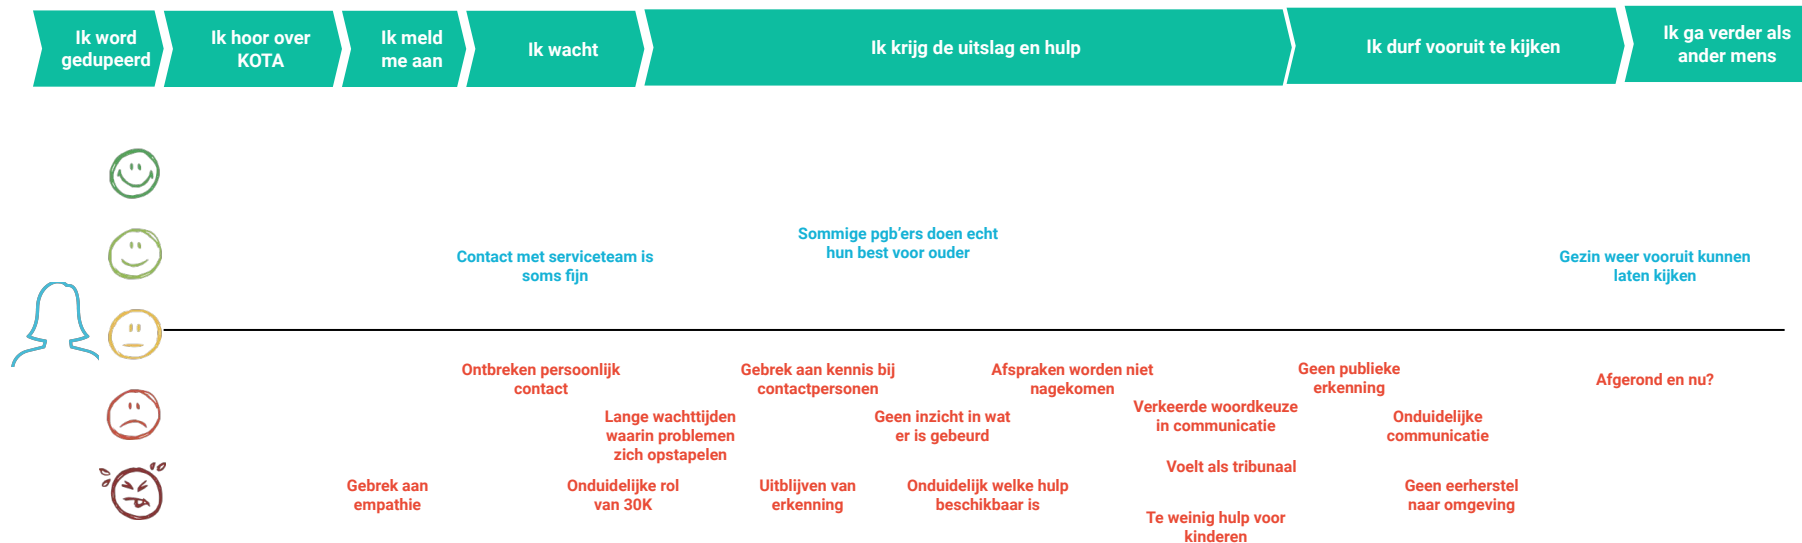 Ik word
gedupeerd
Ik hoor over
KOTA
Ik meld
me aan
Ik wacht
Ik krijg de uitslag en hulp
Ik durf vooruit te kijken
Ik ga verder als
ander mens
Contact met serviceteam is
soms fijn
Sommige pgb'ers doen echt
hun best voor ouder
Gezin weer vooruit kunnen
laten kijken
Ontbreken persoonlijk
contact
Gebrek aan kennis bij
contactpersonen
Afspraken worden niet
nagekomen
Geen publieke
erkenning
Afgerond en nu?
Lange wachttijden
waarin problemen
zich opstapelen
Geen inzicht in wat
er is gebeurd
Verkeerde woordkeuze
in communicatie
Onduidelijke
communicatie
Voelt als tribunaal
Gebrek aan
empathie
Onduidelijke rol
van 30K
Uitblijven van
erkenning
Onduidelijk welke hulp
beschikbaar is
Geen eerherstel
naar omgeving
Te weinig hulp voor
kinderen